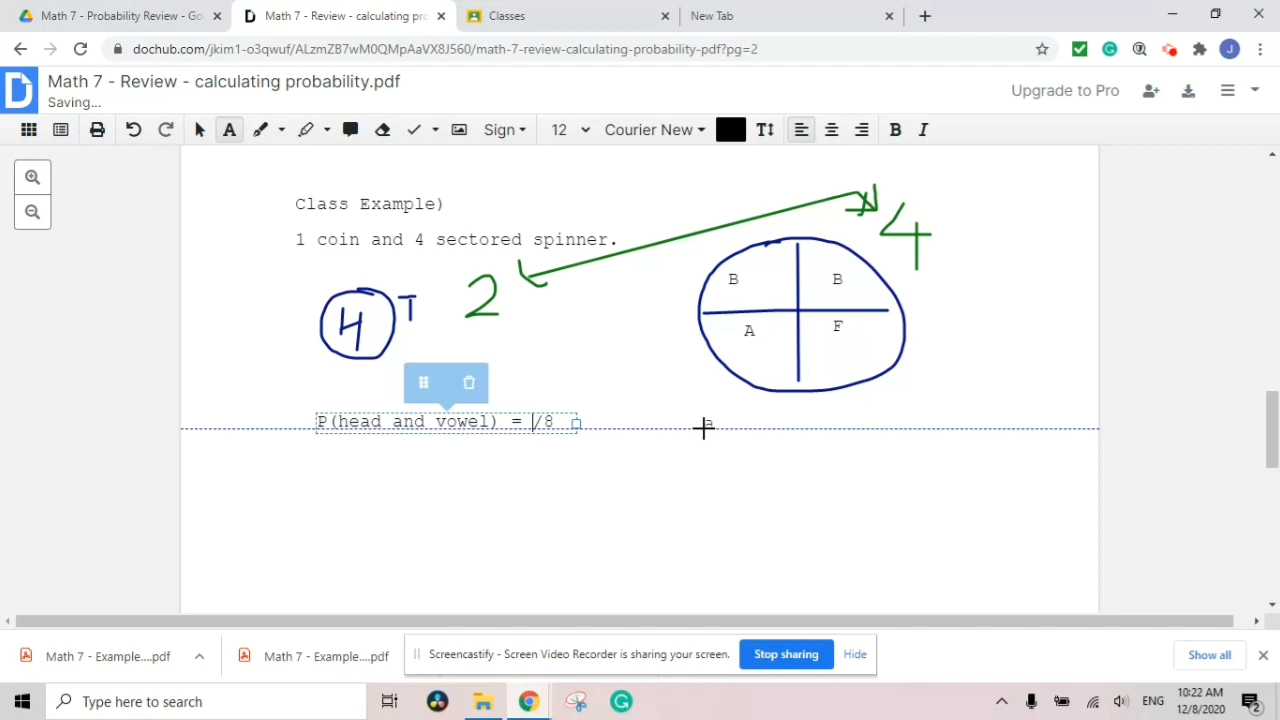 Math 7 - Probability Review - Go
Math 7 - Review - calculating pro
Classes
New Tab
dochub.com/jkim1-o3qwuf/ALzmZB7wM0QMpAaVX8J560/math-7-review-calculating-probability-pdf?pg=2
J
Math 7 - Review - calculating probability.pdf
Saving...
Upgrade to Pro
A
Sign
12
Courier New
T
B
I
Class Example)
1 coin and 4 sectored spinner.
4
2
H T
B
B
A
F
P(head and vowel) = /8
a
Math 7 - Example....pdf
Math 7 - Example....pdf
Screencastify - Screen Video Recorder is sharing your screen.
Stop sharing
Hide
Show all
Type here to search
ENG
10:22 AM
12/8/2020
2